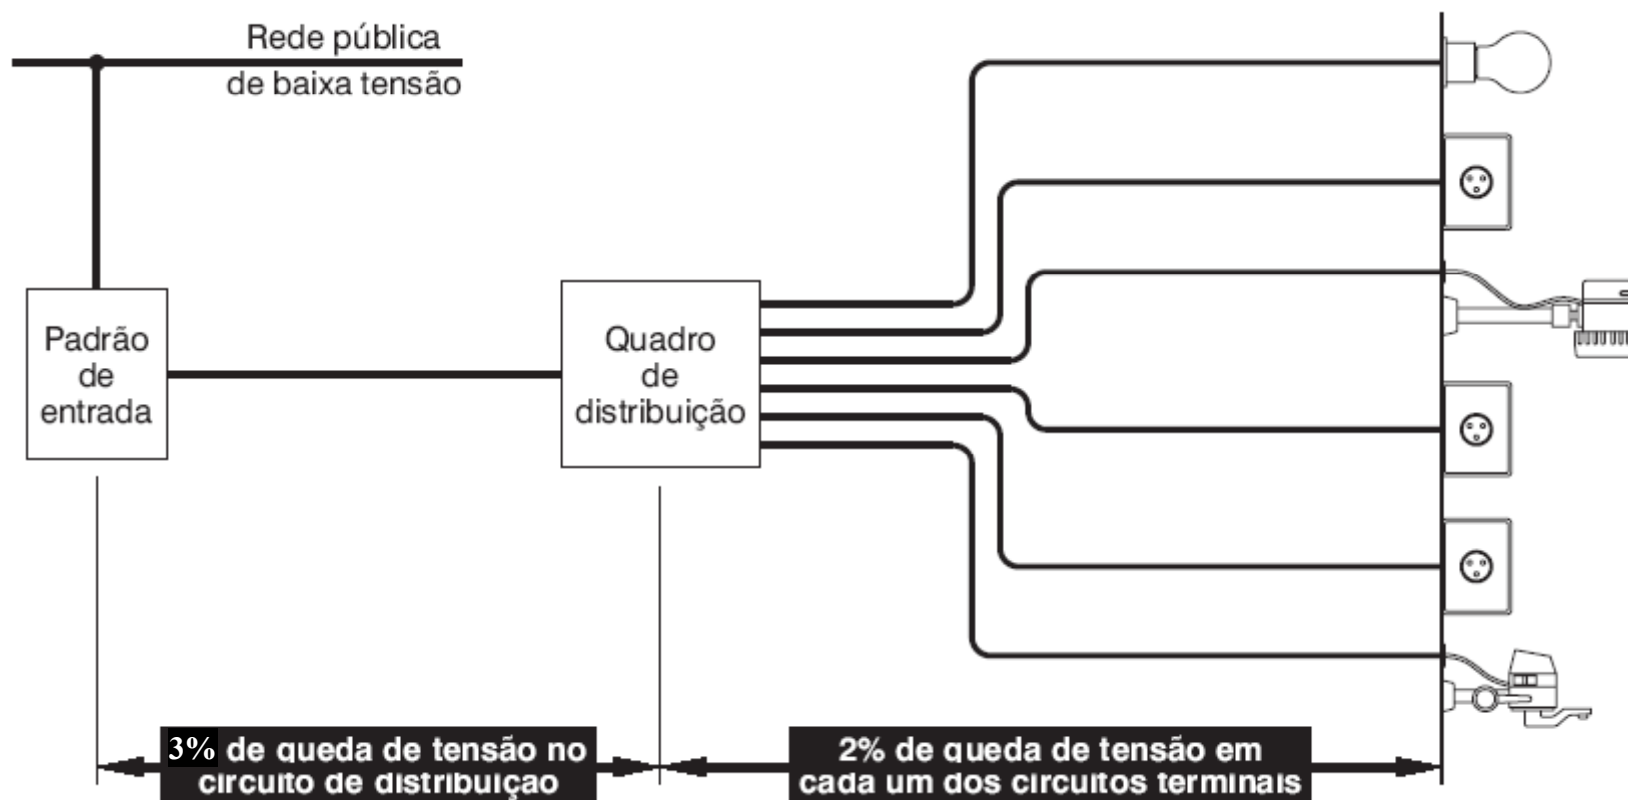 Rede pública
de baixa tensão
Padrão
de
entrada
Quadro
de
distribuição
3% de queda de tensão no
circuito de distribuição
2% de queda de tensão em
cada um dos circuitos terminais